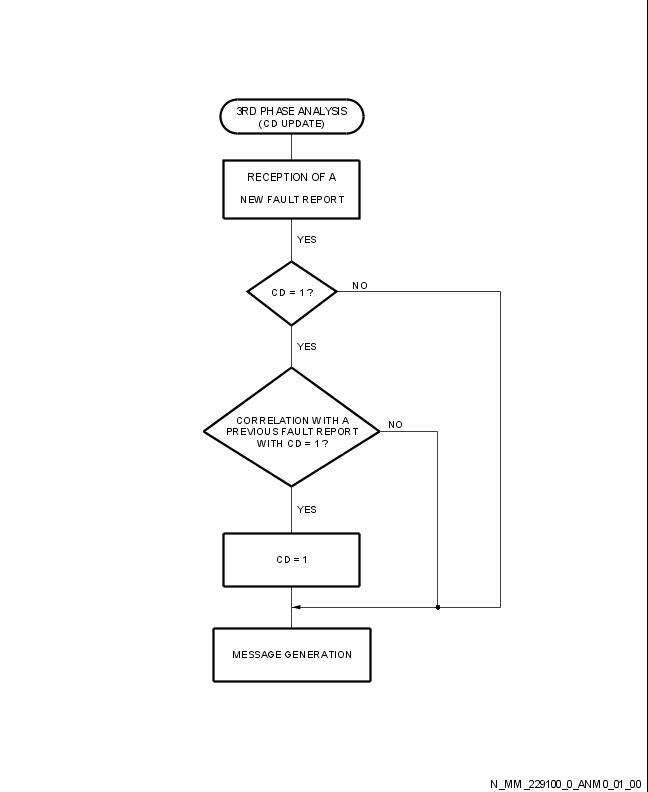 3RD PHASE ANALYSIS
(CD UPDATE)
RECEPTION OF A
NEW FAULT REPORT
YES
CD = 1 ?
NO
YES
CORRELATION WITH A
PREVIOUS FAULT REPORT
WITH CD = 1 ?
NO
YES
CD = 1
MESSAGE GENERATION
N_MM_229100_0_ANM0_01_00